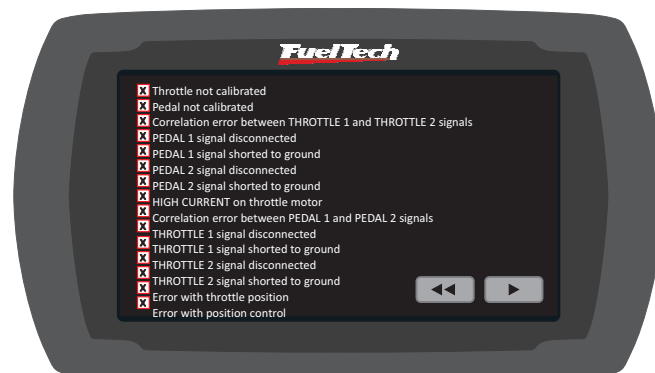 FuelTech
X Throttle not calibrated
X Pedal not calibrated
X Correlation error between THROTTLE 1 and THROTTLE 2 signals
X PEDAL 1 signal disconnected
X PEDAL 1 signal shorted to ground
X PEDAL 2 signal disconnected
X PEDAL 2 signal shorted to ground
X HIGH CURRENT on throttle motor
X Correlation error between PEDAL 1 and PEDAL 2 signals
X THROTTLE 1 signal disconnected
X THROTTLE 1 signal shorted to ground
X THROTTLE 2 signal disconnected
X THROTTLE 2 signal shorted to ground
X Error with throttle position
X Error with position control